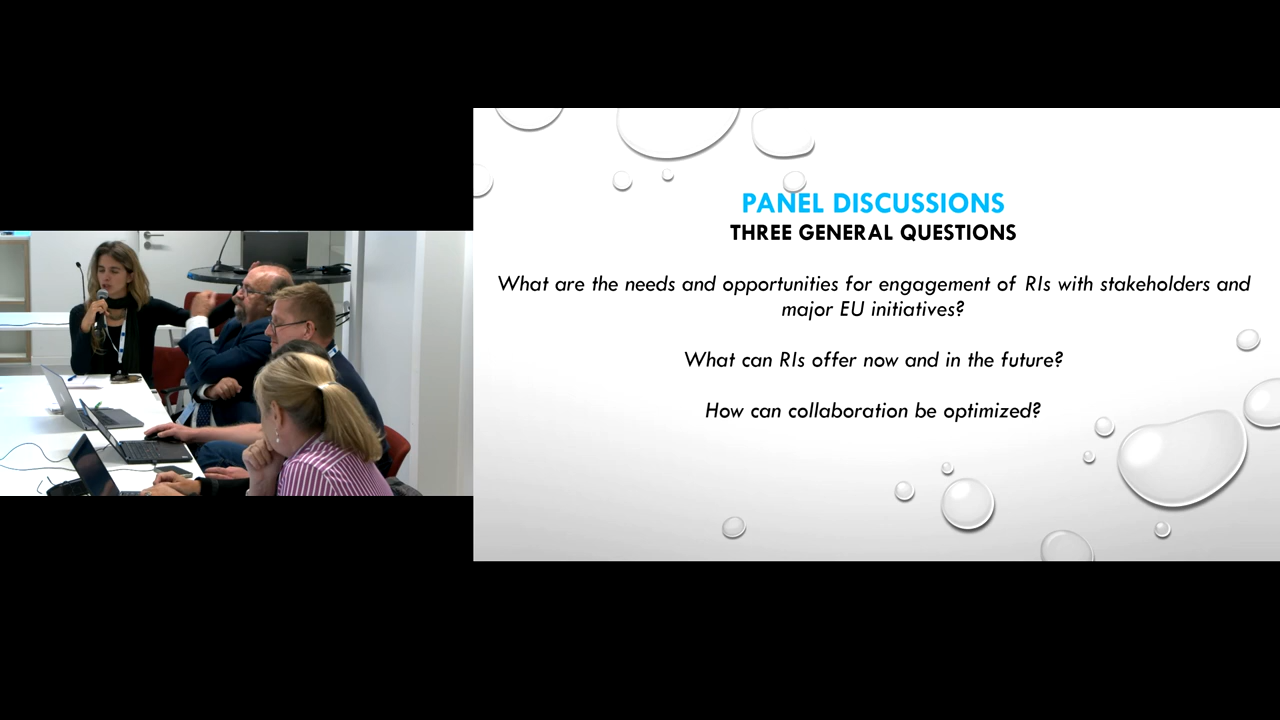 PANEL DISCUSSIONS
THREE GENERAL QUESTIONS
What are the needs and opportunities for engagement of RIs with stakeholders and
major EU initiatives?
What can RIs offer now and in the future?
How can collaboration be optimized?